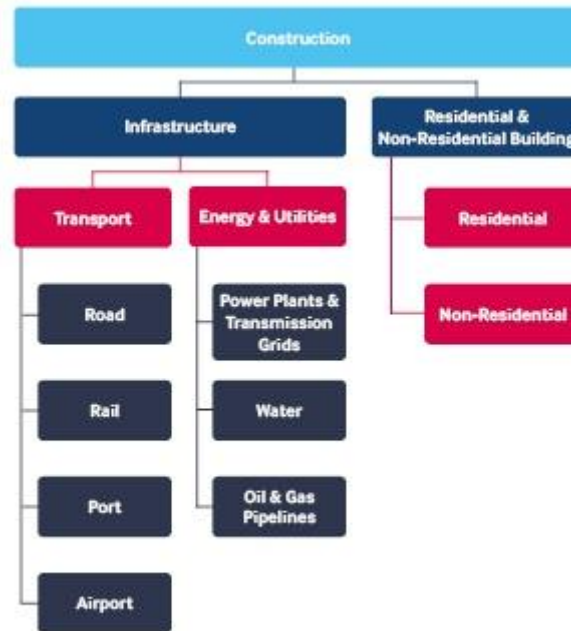 Construction
Infrastructure
Residential &
Non-Residential Building
Transport
Energy & Utilities
Residential
Road
Power Plants &
Transmission
Grids
Non-Residential
Rail
Water
Port
Oil & Gas
Pipelines
Airport